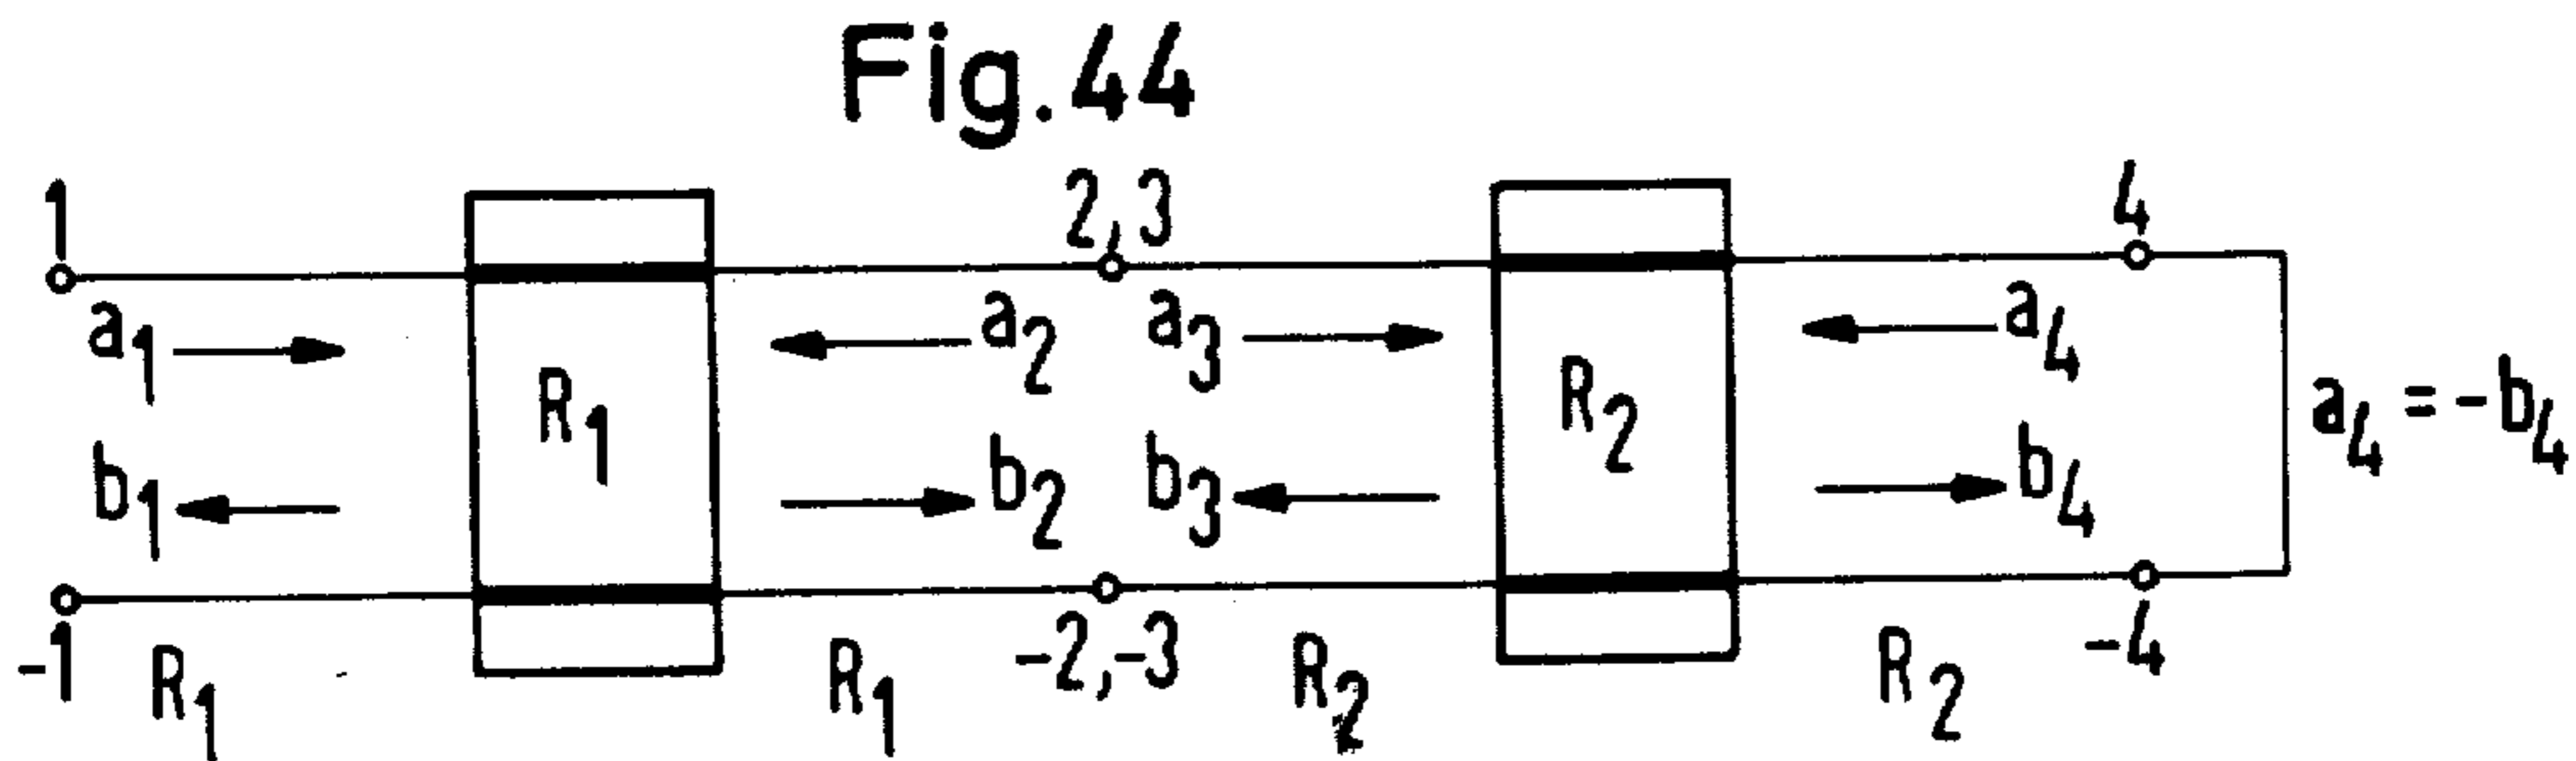 Fig. 44
1 2,3 4
a1 a2 a3 a4
R1 R2 a4 = -b4
b1 b2 b3 b4
-1 -2,-3 -4
R1 R1 R2 R2